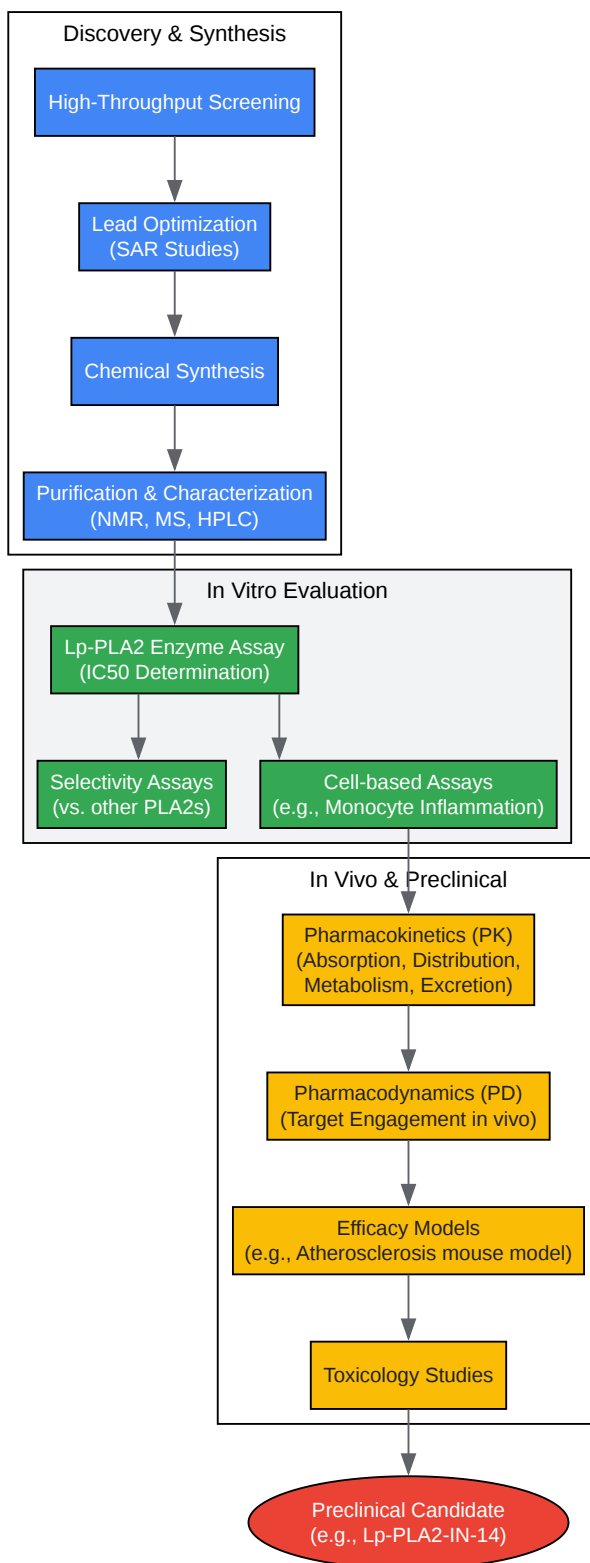 Discovery & Synthesis
High-Throughput Screening
Lead Optimization
(SAR Studies)
Chemical Synthesis
Purification & Characterization
(NMR, MS, HPLC)
In Vitro Evaluation
Lp-PLA2 Enzyme Assay
(IC50 Determination)
Selectivity Assays
(vs. other PLA2s)
Cell-based Assays
(e.g., Monocyte Inflammation)
In Vivo & Preclinical
Pharmacokinetics (PK)
(Absorption, Distribution,
Metabolism, Excretion)
Pharmacodynamics (PD)
(Target Engagement in vivo)
Efficacy Models
(e.g., Atherosclerosis mouse model)
Toxicology Studies
Preclinical Candidate
(e.g., Lp-PLA2-IN-14)